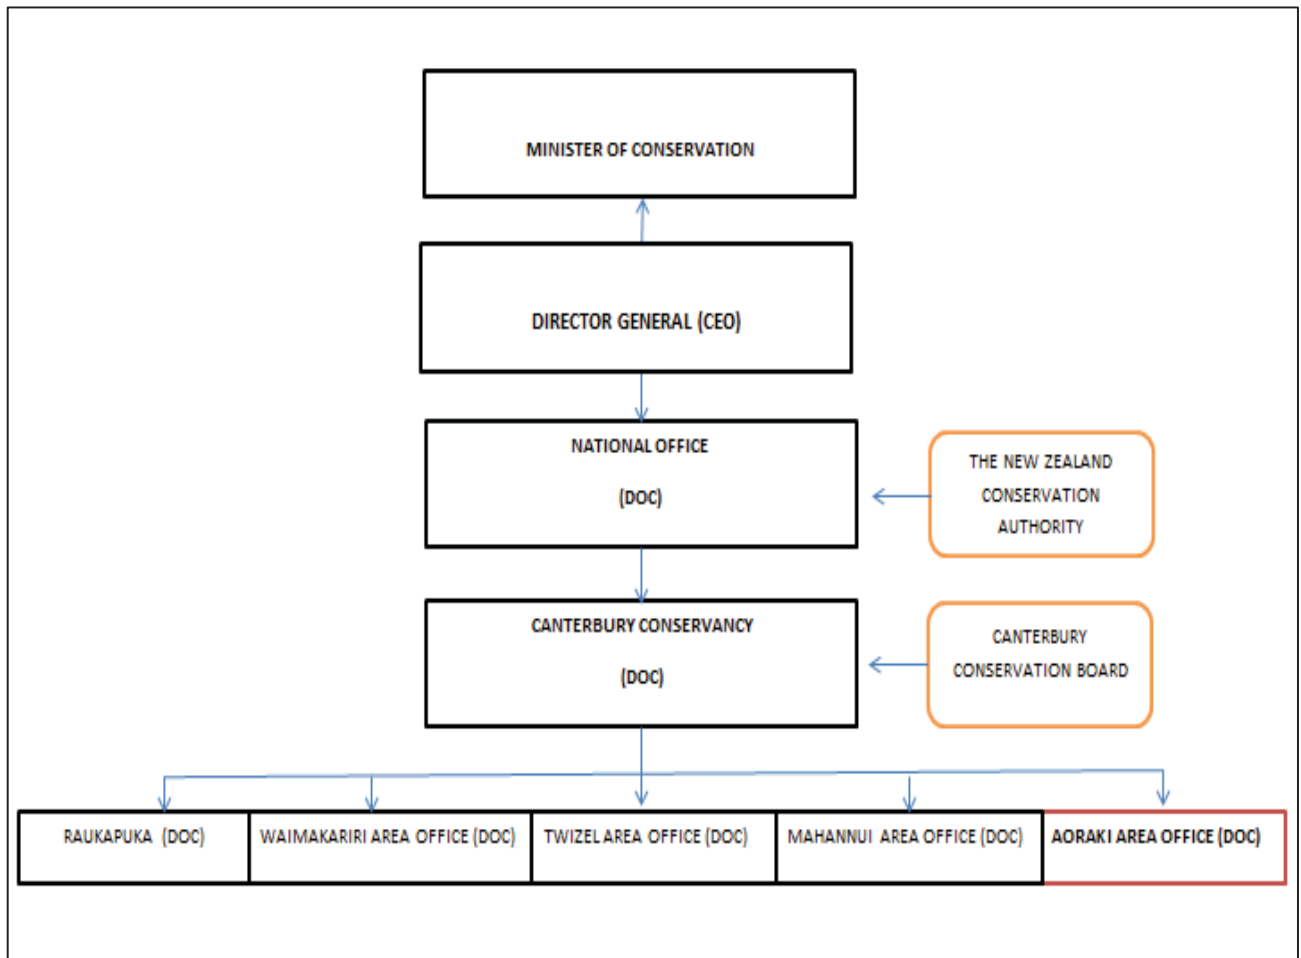 MINISTER OF CONSERVATION
DIRECTOR GENERAL (CEO)
NATIONAL OFFICE
(DOC)
THE NEW ZEALAND
CONSERVATION
AUTHORITY
CANTERBURY CONSERVANCY
(DOC)
CANTERBURY
CONSERVATION BOARD
RAUKAPUKA (DOC)
WAIMAKARIRI AREA OFFICE (DOC)
TWIZEL AREA OFFICE (DOC)
MAHANNUI AREA OFFICE (DOC)
AORAKI AREA OFFICE (DOC)